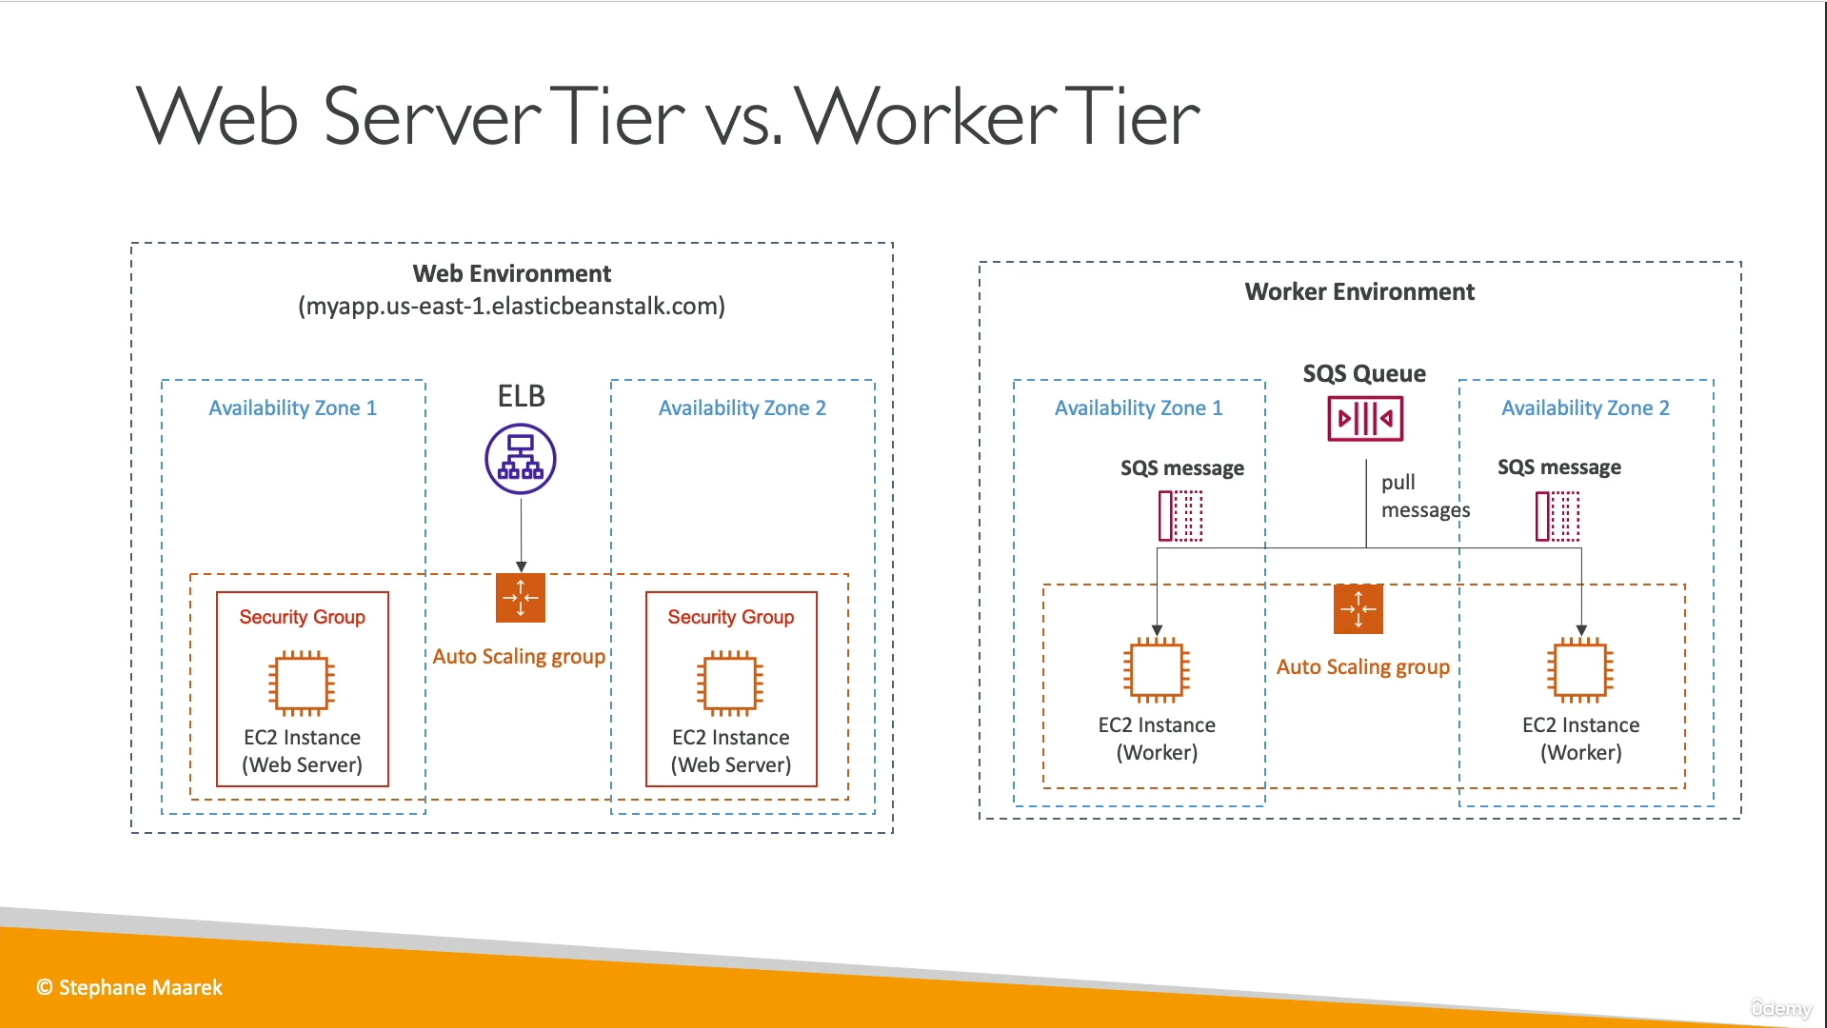 Web Server Tier vs. Worker Tier
Web Environment
(myapp.us-east-1.elasticbeanstalk.com)
Availability Zone 1
ELB
Availability Zone 2
Security Group
Auto Scaling group
Security Group
EC2 Instance
(Web Server)
EC2 Instance
(Web Server)
Worker Environment
SQS Queue
Availability Zone 1
Availability Zone 2
SQS message
pull
messages
SQS message
Auto Scaling group
EC2 Instance
(Worker)
EC2 Instance
(Worker)
© Stephane Maarek
ûdemy